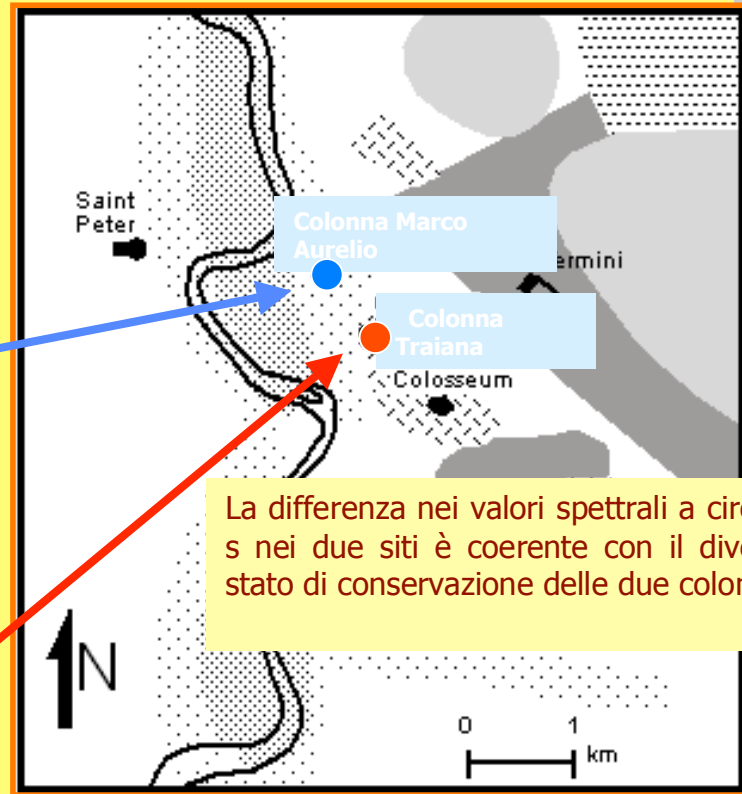 Saint
Peter
Colonna Marco
Aurelio
ermini
Colonna
Traiana
Colosseum
La differenza nei valori spettrali a
s nei due siti è coerente con il
stato di conservazione delle due
N
0 1
km